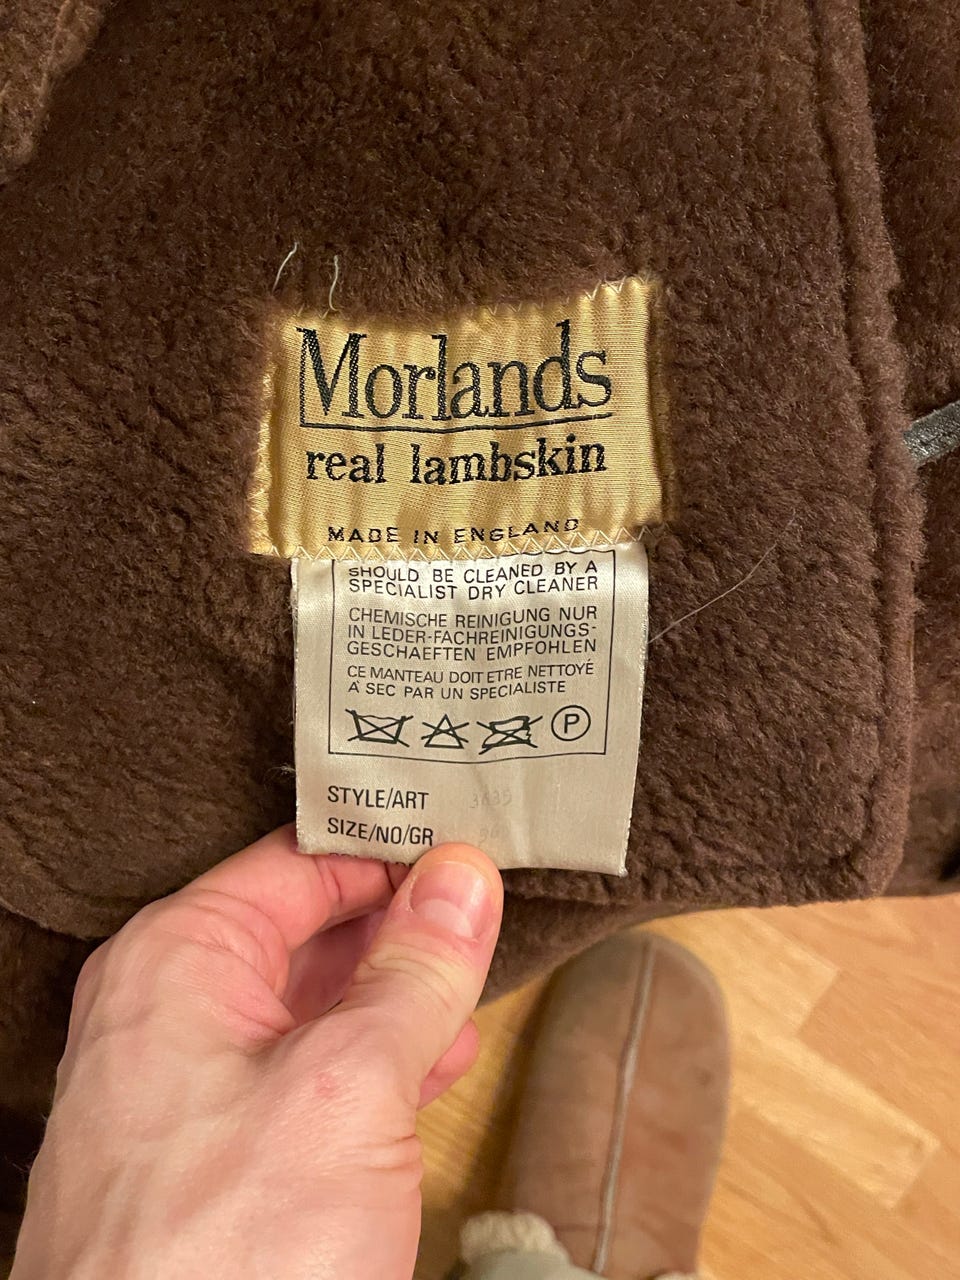 Morlands
real lambskin
MADE IN ENGLAND
SHOULD BE CLEANED BY A
SPECIALIST DRY CLEANER
CHEMISCHE REINIGUNG NUR
IN LEDER-FACHREINIGUNGS-
GESCHAEFTEN EMPFOHLEN
CE MANTEAU DOIT ETRE NETTOYÉ
À SEC PAR UN SPECIALISTE
P
STYLE/ART
SIZE/NO/GR